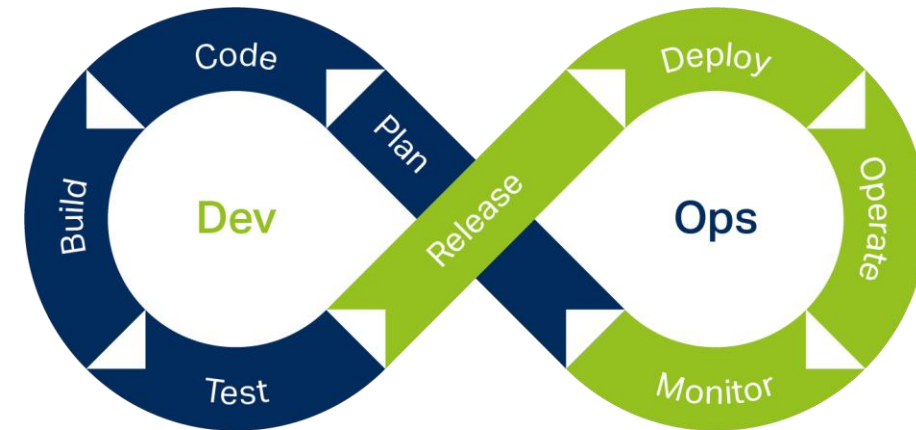 Code
Plan
Build
Dev
Test
Release
Deploy
Ops
Operate
Monitor